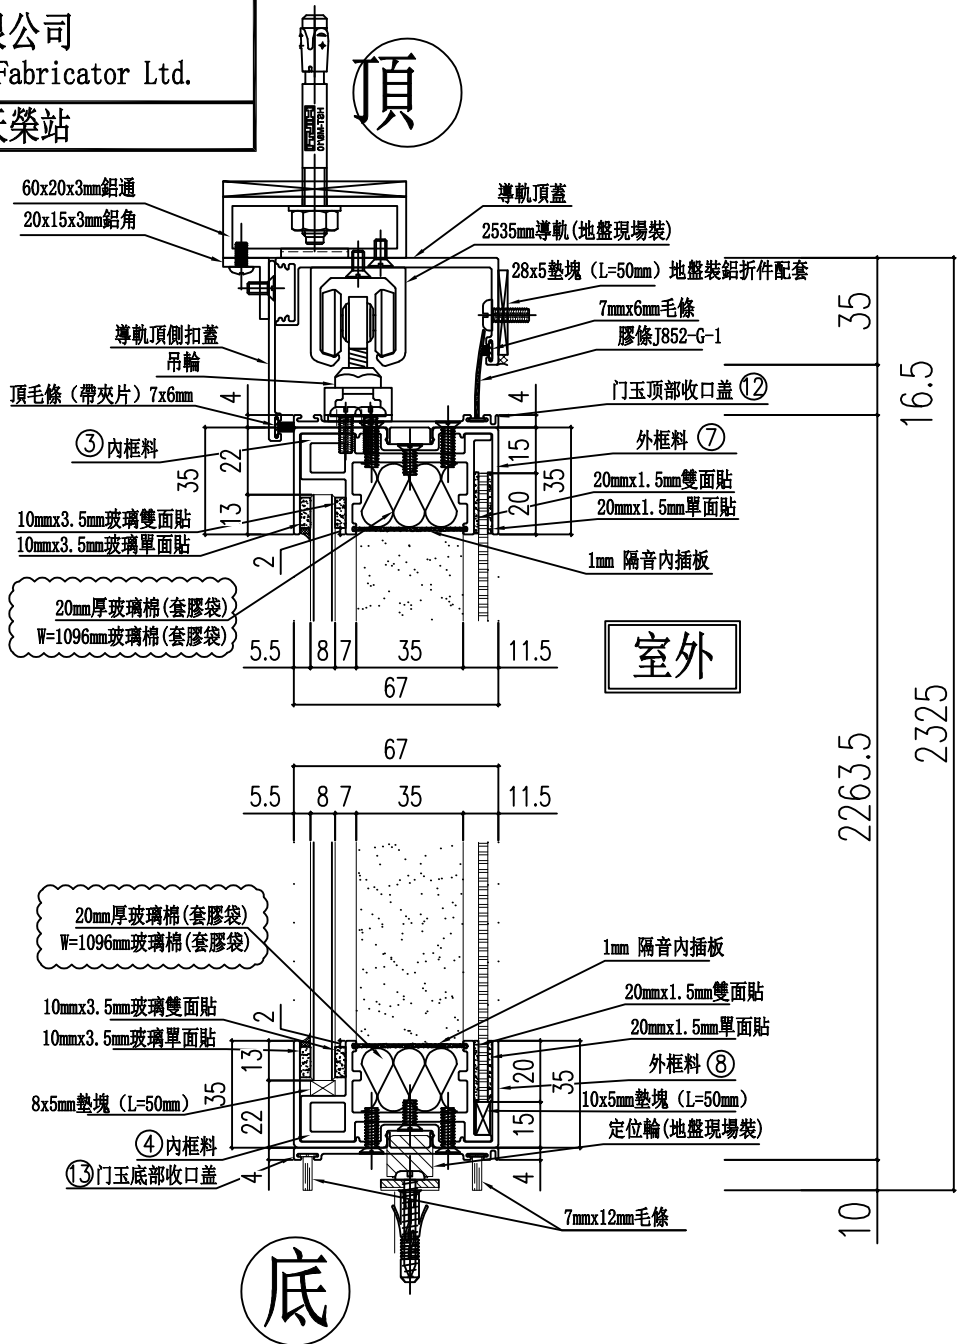 限公司
Fabricator Ltd.
天榮站
頂
60x20x3mm鋁通
20x15x3mm鋁角
導軌頂蓋
2535mm導軌(地盤現場裝)
28x5墊塊（L=50mm）地盤裝鋁折件配套
7mmx6mm毛條
膠條J852-G-1
導軌頂側扣蓋
吊輪
頂毛條（帶夾片）7x6mm
门玉顶部收口盖⑫
③內框料
外框料⑦
20mmx1.5mm雙面貼
20mmx1.5mm單面貼
10mmx3.5mm玻璃雙面貼
10mmx3.5mm玻璃單面貼
1mm 隔音內插板
20mm厚玻璃棉(套膠袋)
W=1096mm玻璃棉(套膠袋)
4
22
35
13
2
4
15
20
35
35
16.5
2263.5
2325
10
5.5 8 7 35 11.5
67
室外
67
5.5 8 7 35 11.5
20mm厚玻璃棉(套膠袋)
W=1096mm玻璃棉(套膠袋)
1mm 隔音內插板
10mmx3.5mm玻璃雙面貼
10mmx3.5mm玻璃單面貼
20mmx1.5mm雙面貼
20mmx1.5mm單面貼
外框料⑧
8x5mm墊塊（L=50mm）
10x5mm墊塊（L=50mm）
④內框料
定位輪(地盤現場裝)
⑬门玉底部收口盖
7mmx12mm毛條
2
13
35
22
4
20
35
15
4
底